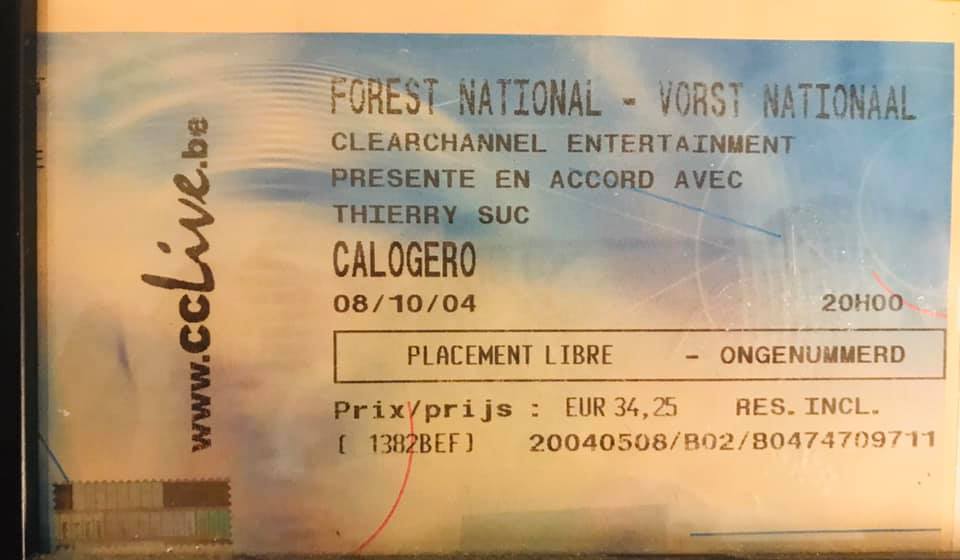 FOREST NATIONAL - VORST NATIONAAL
CLEARCHANNEL ENTERTAINMENT
PRESENTE EN ACCORD AVEC
THIERRY SUC
CALOGERO
08/10/04 20H00
PLACEMENT LIBRE - ONGENUMMERD
Prix/prijs : EUR 34,25 RES. INCL.
( 1382BEF) 20040508/B02/B0474709711
www.ccLive.be